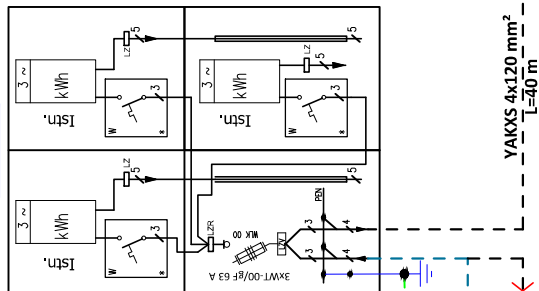 3 ~
kWh
LZ
5
3
W
*
Istn.
3 ~
kWh
LZ
5
3
W
*
Istn.
5
3 ~
kWh
LZ
5
3
W
*
Istn.
LZR
WLK 00
3xWT-00/gF 63 A
LZV
PEN
3
4
3
4
YAKXS 4x120 mm²
L=40 m